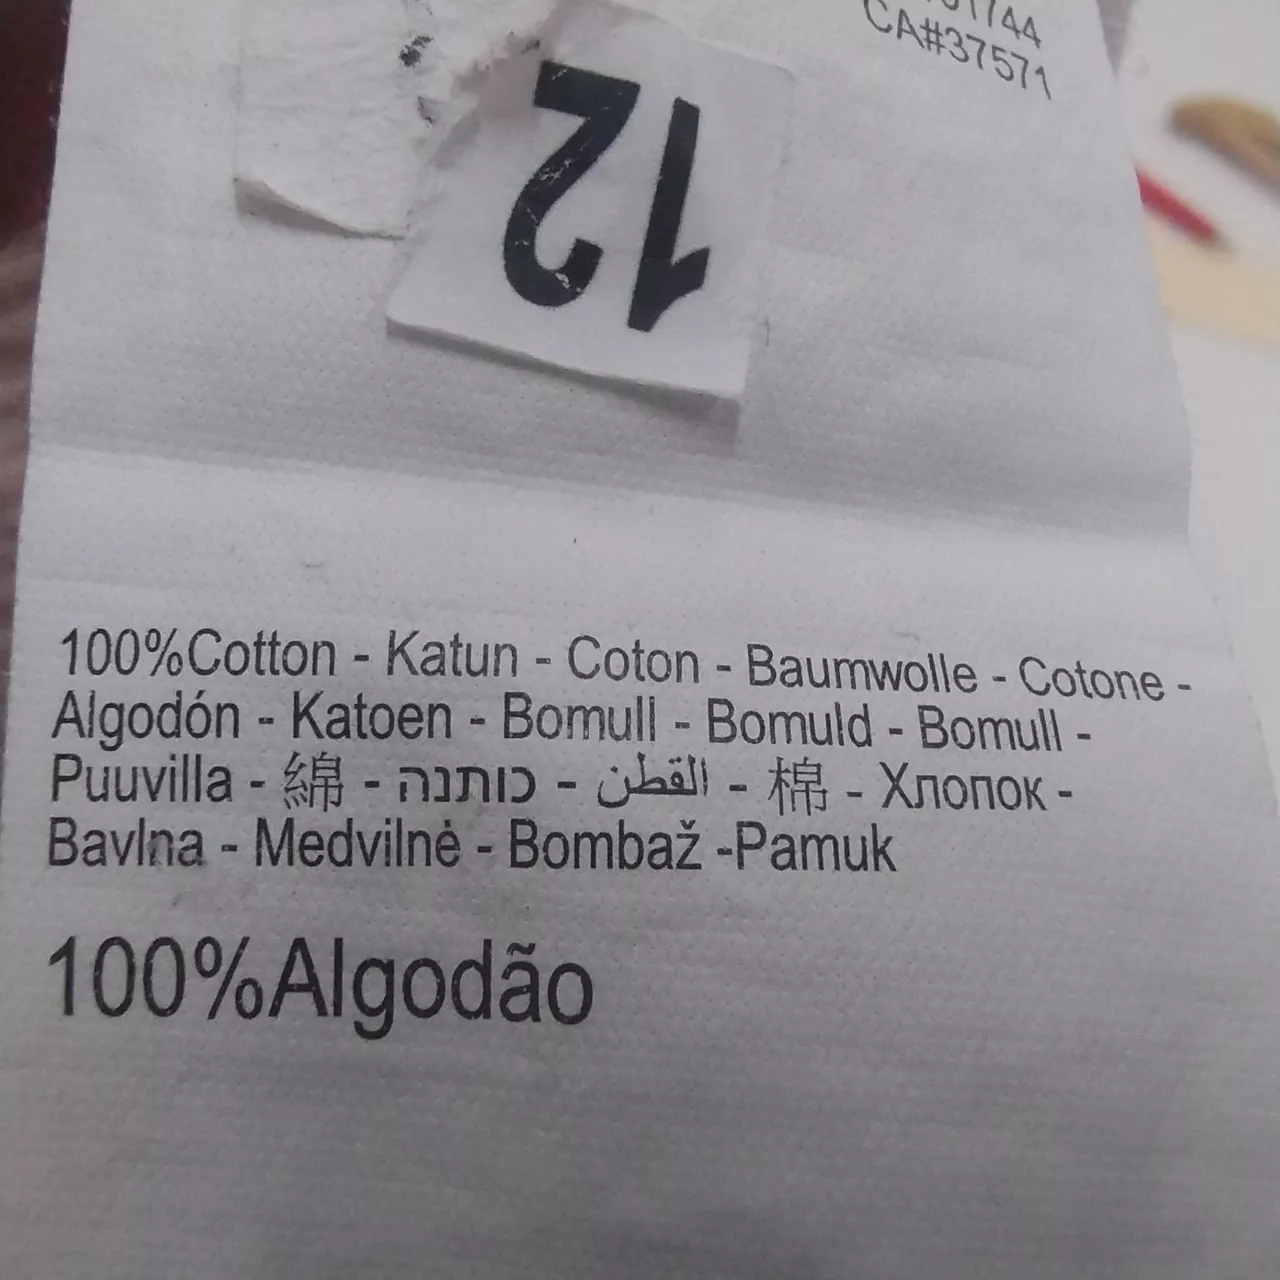 CA#37571
12
100%Cotton - Katun - Coton - Baumwolle - Cotone -
Algodón - Katoen - Bomull - Bomuld - Bomull -
Puuvilla - 綿 - כותנה - القطن - 棉 - Хлопок -
Bavlna - Medvilnė - Bombaž -Pamuk
100%Algodão